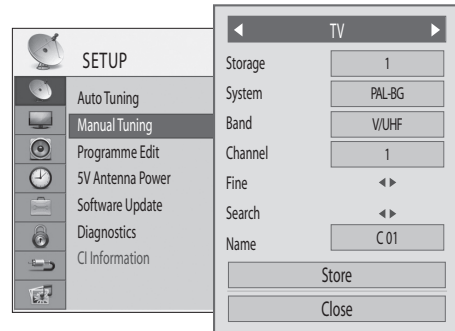 SETUP
Auto Tuning
Manual Tuning
Programme Edit
5V Antenna Power
Software Update
Diagnostics
CI Information
TV
Storage 1
System PAL-BG
Band V/UHF
Channel 1
Fine
Search
Name C 01
Store
Close